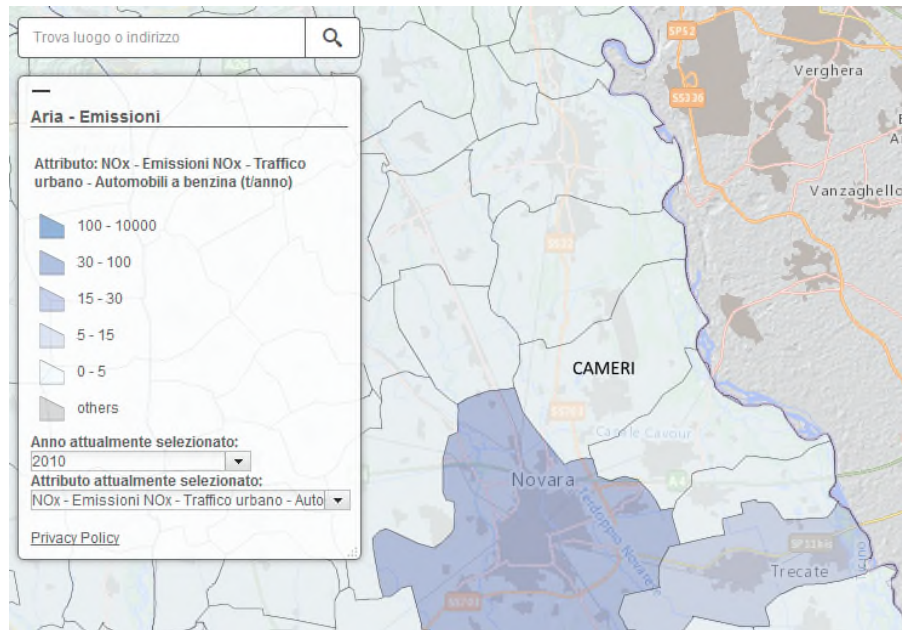 Trova luogo o indirizzo
Aria - Emissioni
Attributo: NOx - Emissioni NOx - Traffico
urbano - Automobili a benzina (t/anno)
100 - 10000
30 - 100
15 - 30
5 - 15
0 - 5
others
Anno attualmente selezionato:
2010
Attributo attualmente selezionato:
NOx - Emissioni NOx - Traffico urbano - Auto
Privacy Policy
SP52
Verghera
SS336
Vanzaghello
SS32
CAMERI
Canale Cavour
Novara
A4
Trecate